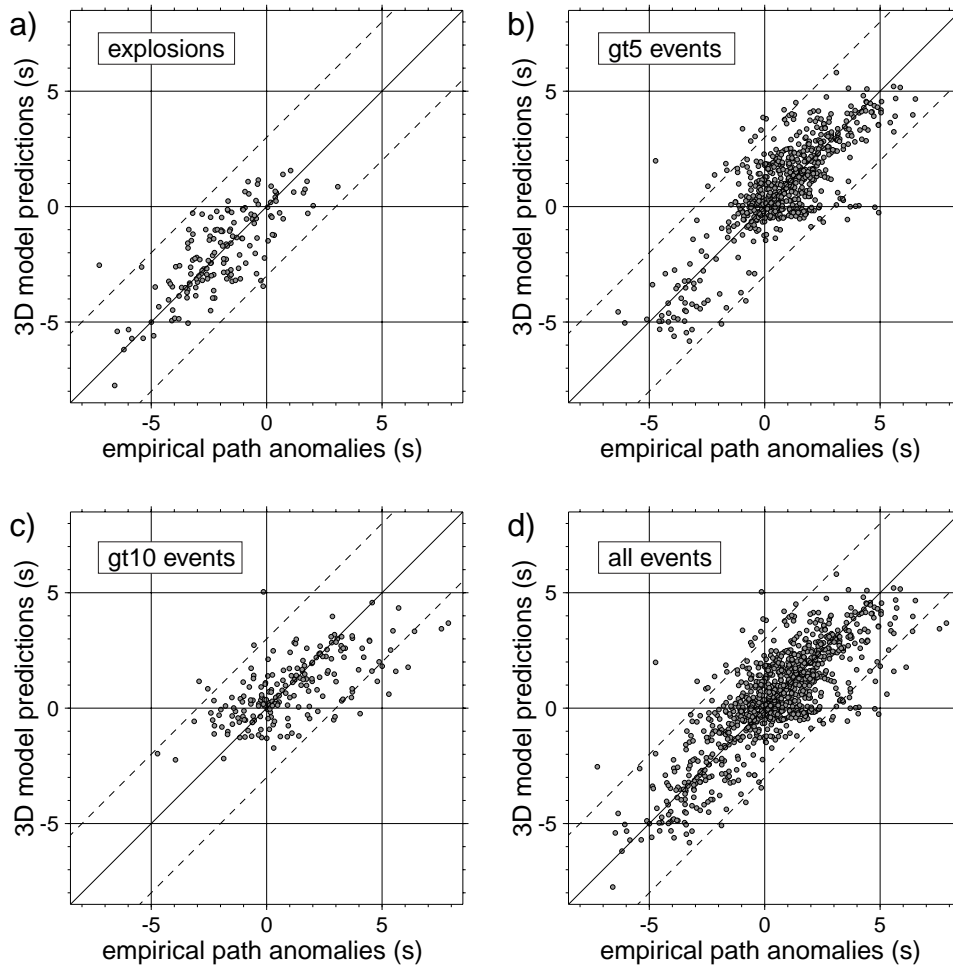 a)
explosions
3D model predictions (s)
5
0
-5
-5
0
5
empirical path anomalies (s)
b)
gt5 events
3D model predictions (s)
5
0
-5
-5
0
5
empirical path anomalies (s)
c)
gt10 events
3D model predictions (s)
5
0
-5
-5
0
5
empirical path anomalies (s)
d)
all events
3D model predictions (s)
5
0
-5
-5
0
5
empirical path anomalies (s)